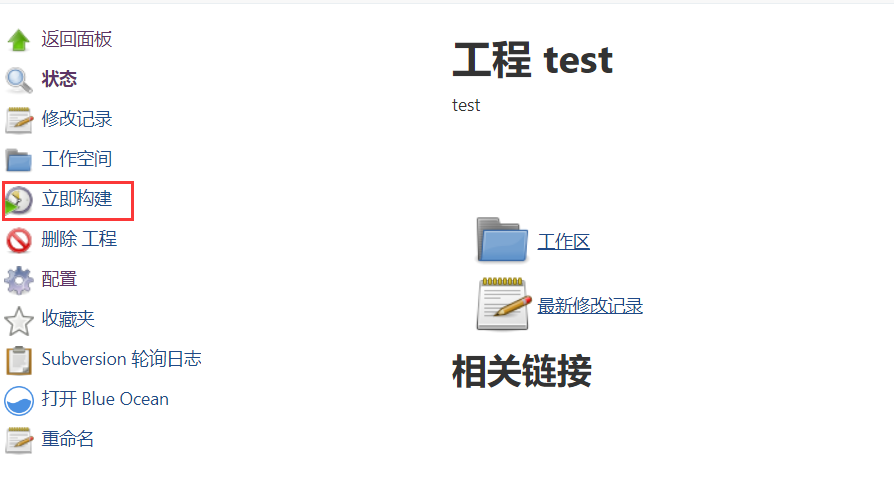 返回面板
状态
修改记录
工作空间
立即构建
删除 工程
配置
收藏夹
Subversion 轮询日志
打开 Blue Ocean
重命名
工程 test
test
工作区
最新修改记录
相关链接